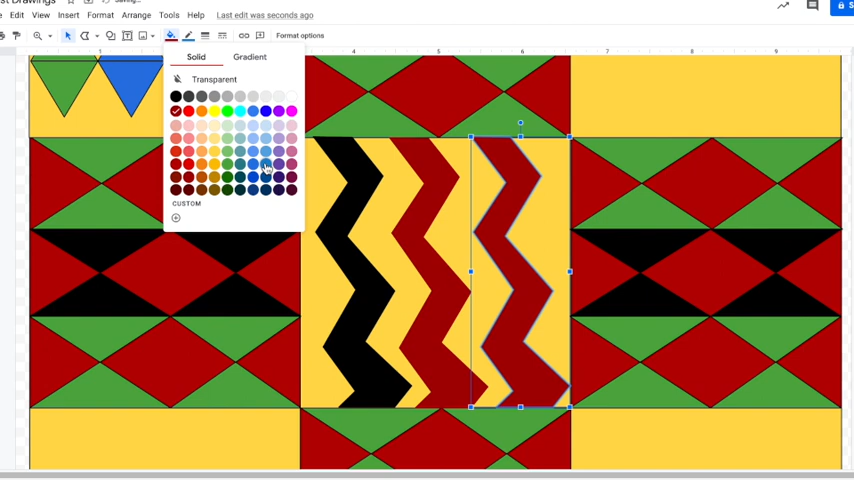 st Drawings
Saving...
Edit View Insert Format Arrange Tools Help Last edit was seconds ago
Format options
1 4 5 6 7 8 9
Solid Gradient
Transparent
CUSTOM